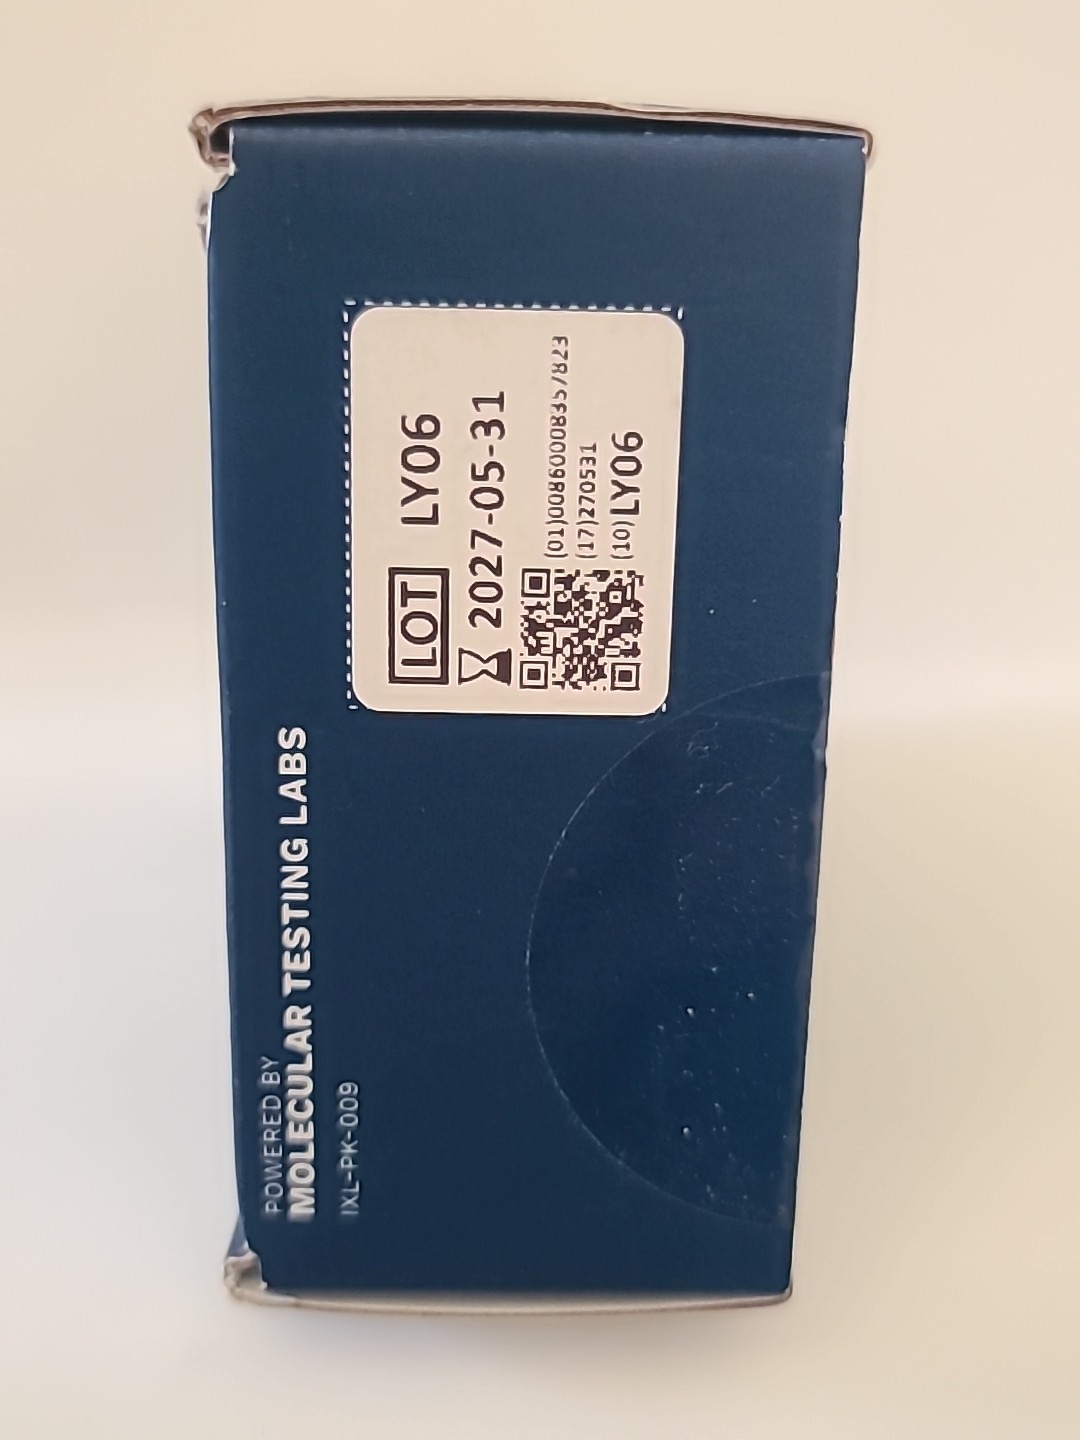 POWERED BY
MOLECULAR TESTING LABS
IXL-PK-009
LOT LY06
2027-05-31
(01)00860008357823
(17)270531
(10)LY06